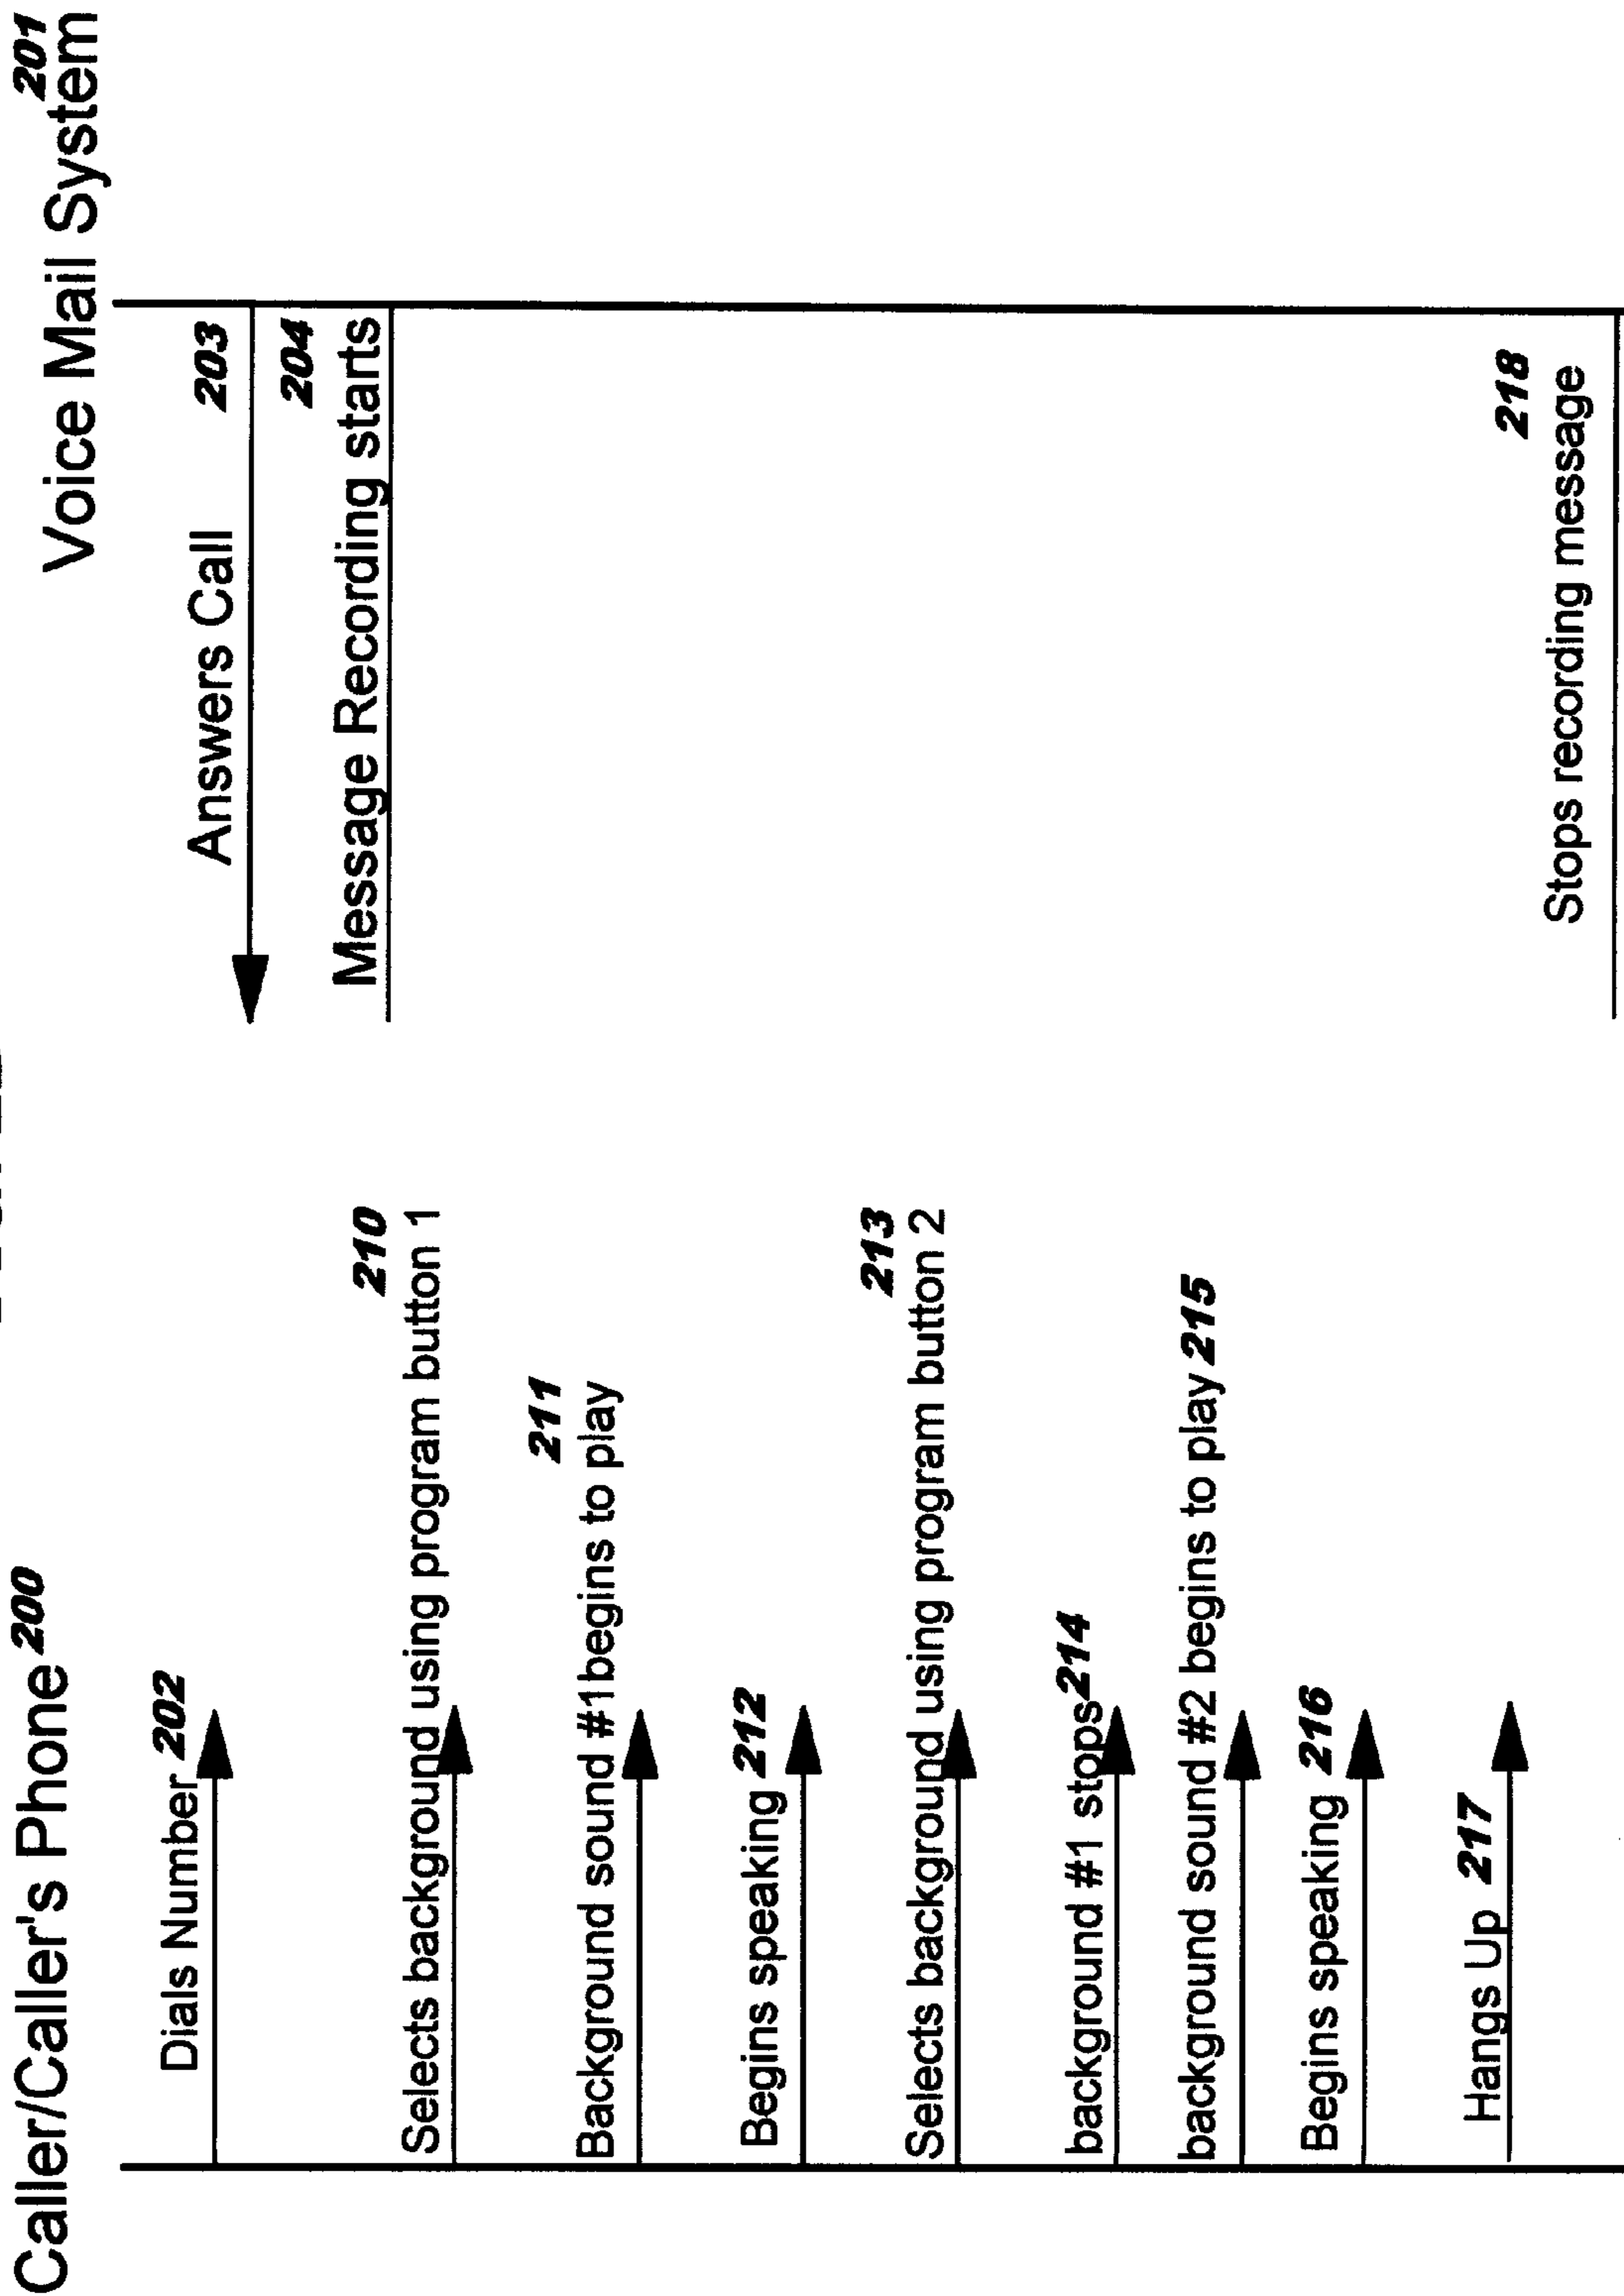 Caller/Caller's Phone 200
Voice Mail System 201
Dials Number 202
Answers Call 203
204
Message Recording starts
210
Selects background using program button 1
211
Background sound #1begins to play
Begins speaking 212
213
Selects background using program button 2
background #1 stops 214
background sound #2 begins to play 215
Begins speaking 216
Hangs Up 217
218
Stops recording message